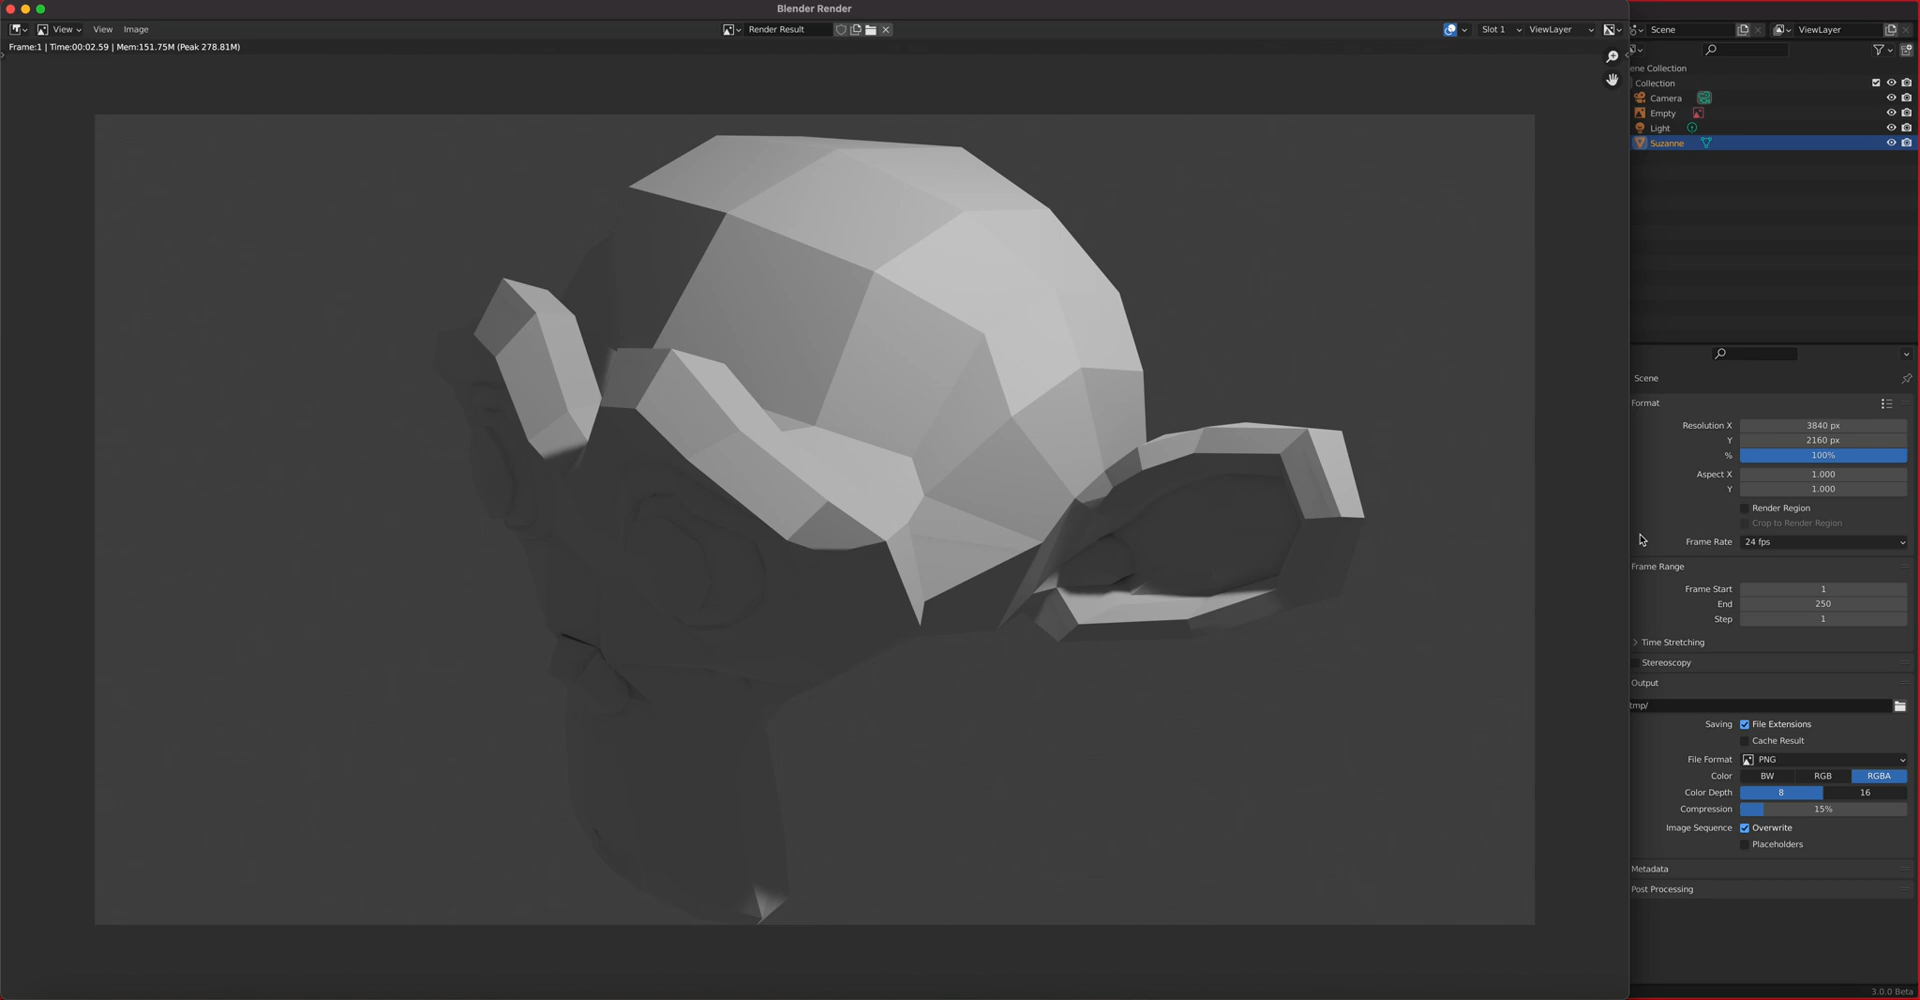 Blender Render
View View Image Render Result Slot 1 ViewLayer
Frame:1 | Time:00:02.59 | Mem:151.75M (Peak 278.81M)
Scene ViewLayer
ene Collection
Collection
Camera
Empty
Light
Suzanne
Scene
Format
Resolution X 3840 px
Y 2160 px
% 100%
Aspect X 1.000
Y 1.000
Render Region
Crop to Render Region
Frame Rate 24 fps
Frame Range
Frame Start 1
End 250
Step 1
Time Stretching
Stereoscopy
Output
tmp/
Saving File Extensions
Cache Result
File Format PNG
Color BW RGB RGBA
Color Depth 8 16
Compression 15%
Image Sequence Overwrite
Placeholders
Metadata
Post Processing
3.0.0 Beta